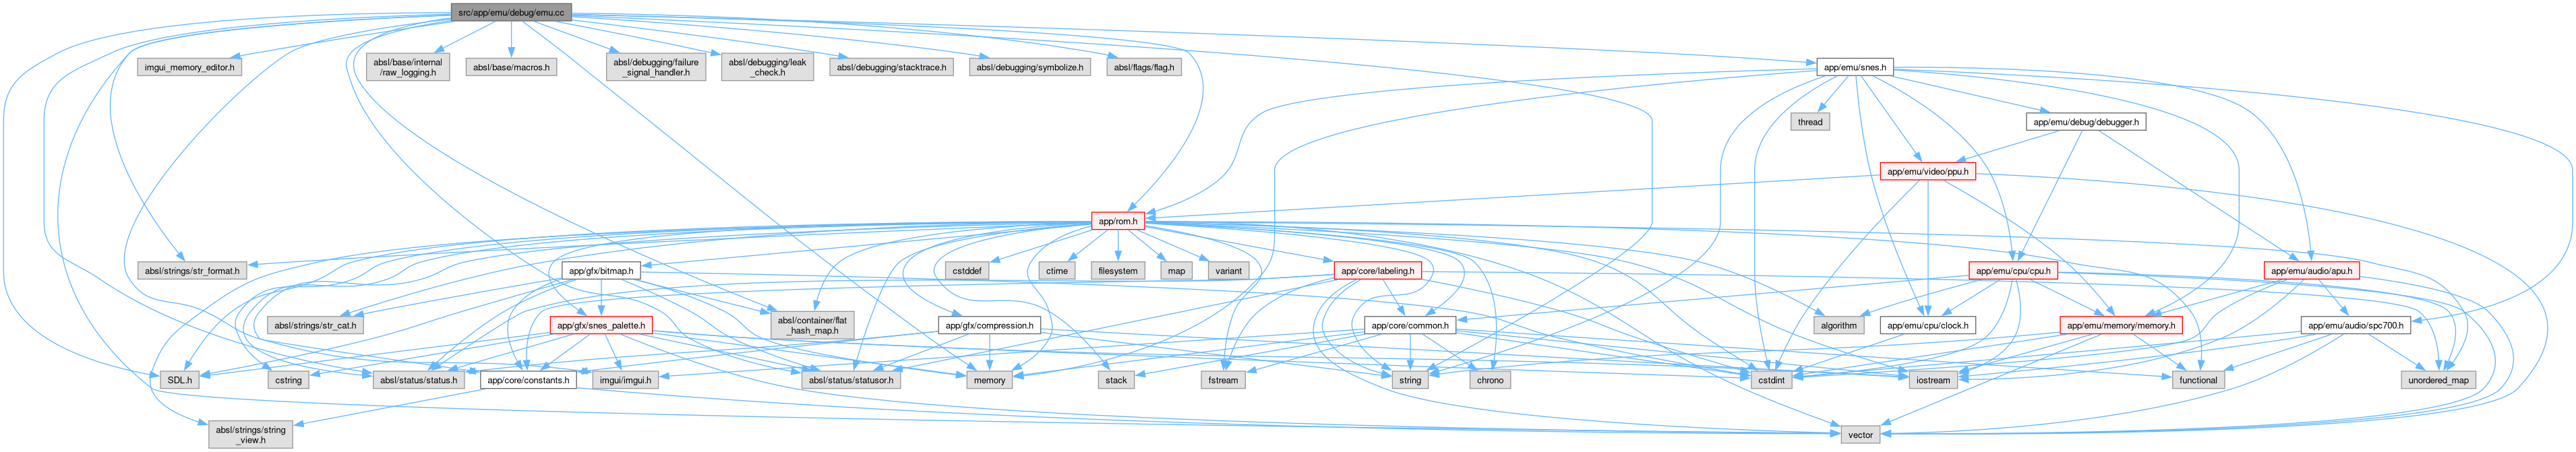 src/app/emu/debug/emu.cc
imgui_memory_editor.h
absl/base/internal
/raw_logging.h
absl/base/macros.h
absl/debugging/failure
_signal_handler.h
absl/debugging/leak
_check.h
absl/debugging/stacktrace.h
absl/debugging/symbolize.h
absl/flags/flag.h
app/emu/snes.h
thread
app/emu/debug/debugger.h
app/emu/video/ppu.h
app/rom.h
absl/strings/str_format.h
app/gfx/bitmap.h
cstddef
ctime
filesystem
map
variant
app/core/labeling.h
app/emu/cpu/cpu.h
app/emu/audio/apu.h
absl/strings/str_cat.h
app/gfx/snes_palette.h
absl/container/flat
_hash_map.h
app/gfx/compression.h
app/core/common.h
algorithm
app/emu/cpu/clock.h
app/emu/memory/memory.h
app/emu/audio/spc700.h
SDL.h
cstring
absl/status/status.h
app/core/constants.h
imgui/imgui.h
absl/status/statusor.h
memory
stack
fstream
string
chrono
cstdint
iostream
functional
unordered_map
absl/strings/string
_view.h
vector